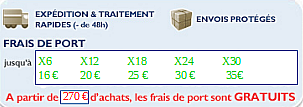 EXPÉDITION & TRAITEMENT
RAPIDES (- de 48h)
ENVOIS PROTÉGÉS
FRAIS DE PORT
jusqu'à X6 X12 X18 X24 X30
16 € 20 € 25 € 30 € 35€
A partir de 270 € d'achats, les frais de port sont GRATUITS